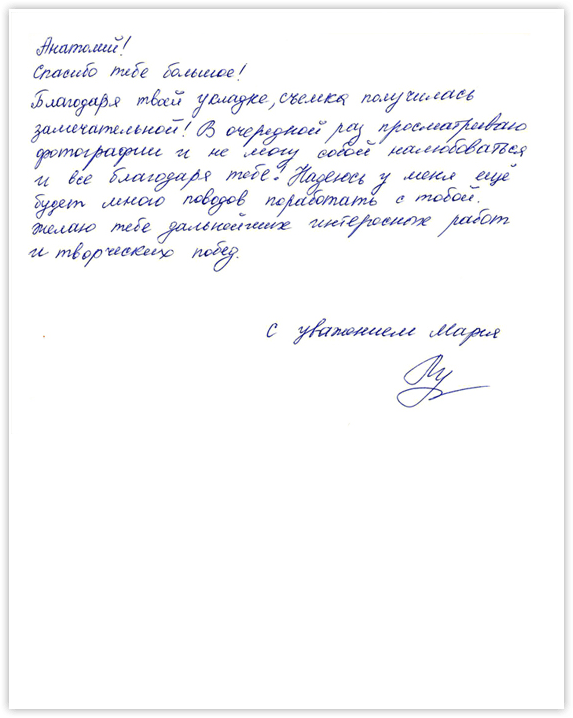 Анатолий!
Спасибо тебе большое!
Благодаря твоей укладке, съемка получилась
замечательной! В очередной раз просматриваю
фотографии и не могу собой налюбоваться
и все благодаря тебе! Надеюсь у меня ещё
будет много поводов поработать с тобой.
Желаю тебе дальнейших интересных работ
и творческих побед.
С уважением Мария